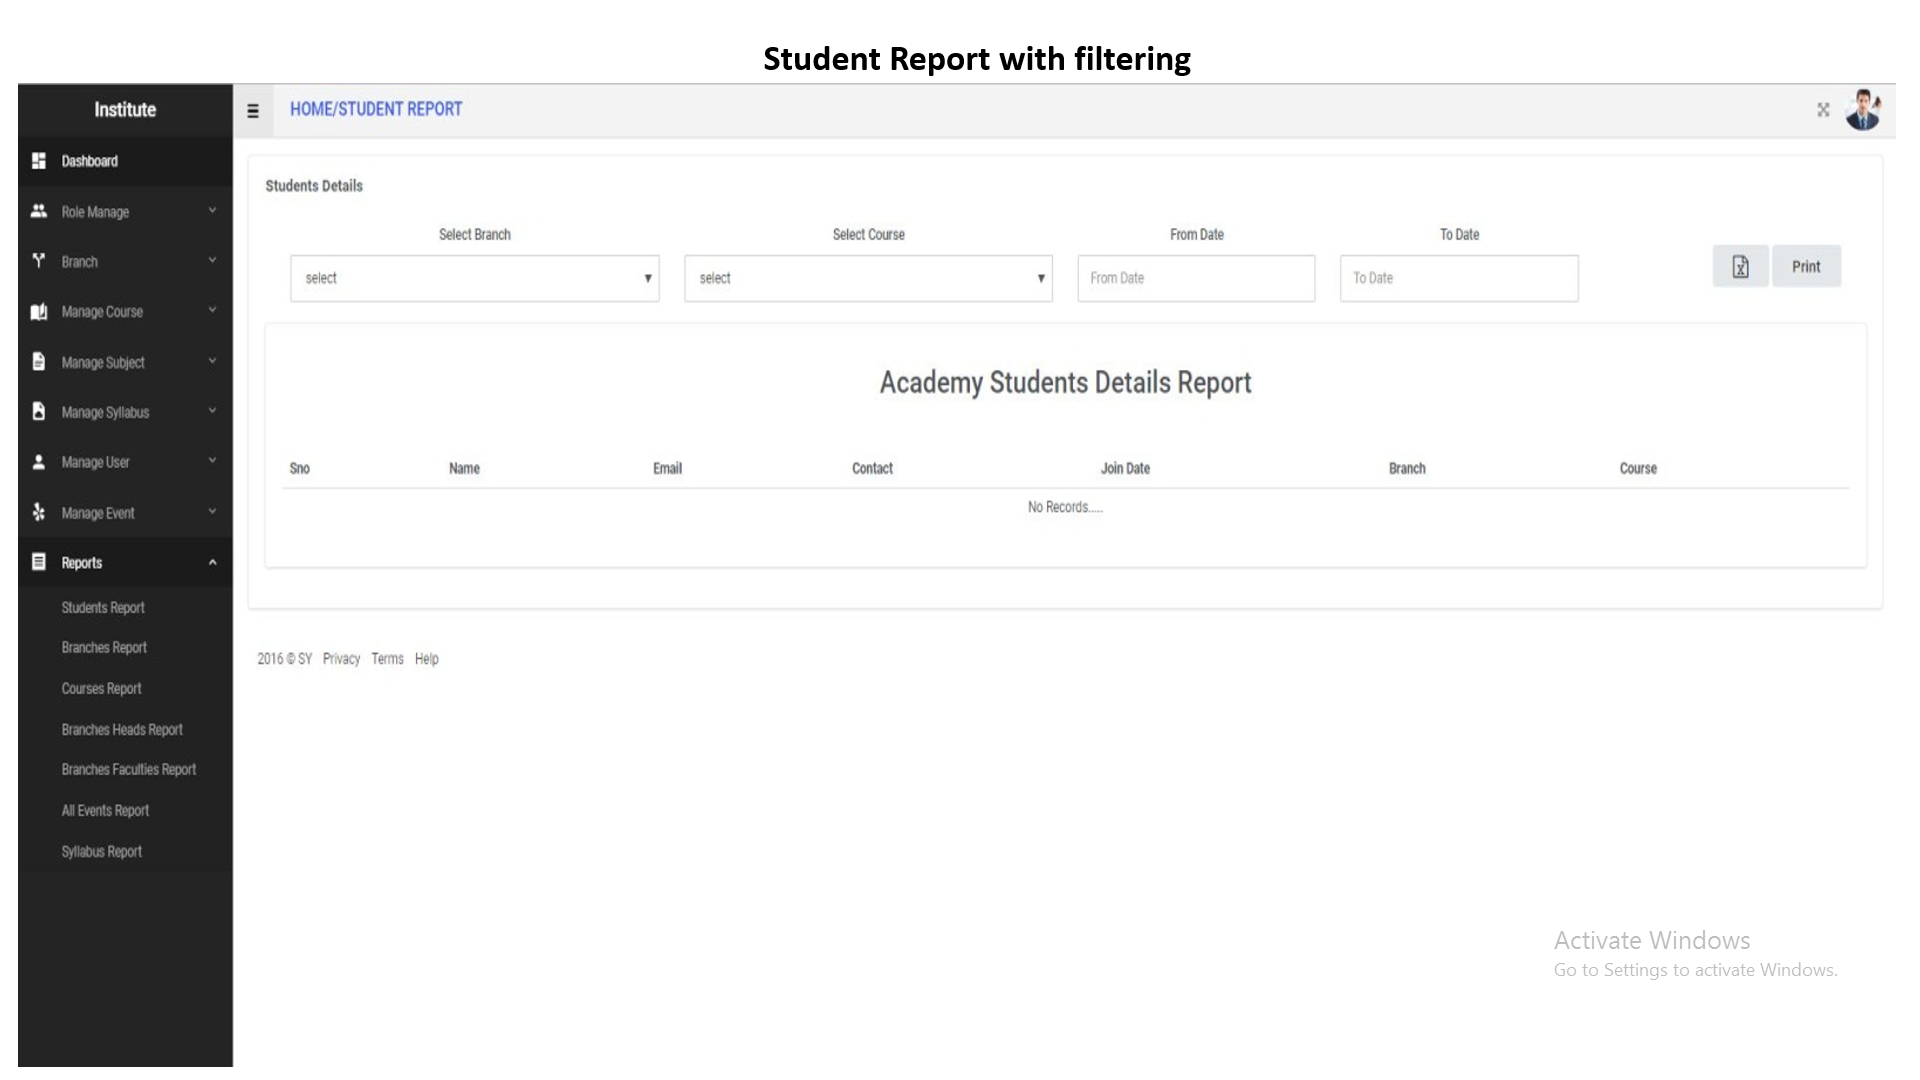 Student Report with filtering
Institute
HOME/STUDENT REPORT
Dashboard
Role Manage
Branch
Manage Course
Manage Subject
Manage Syllabus
Manage User
Manage Event
Reports
Students Report
Branches Report
Courses Report
Branches Heads Report
Branches Faculties Report
All Events Report
Syllabus Report
Students Details
Select Branch Select Course From Date To Date
select select From Date To Date Print
Academy Students Details Report
Sno Name Email Contact Join Date Branch Course
No Records.....
2016 © SY Privacy Terms Help
Activate Windows
Go to Settings to activate Windows.